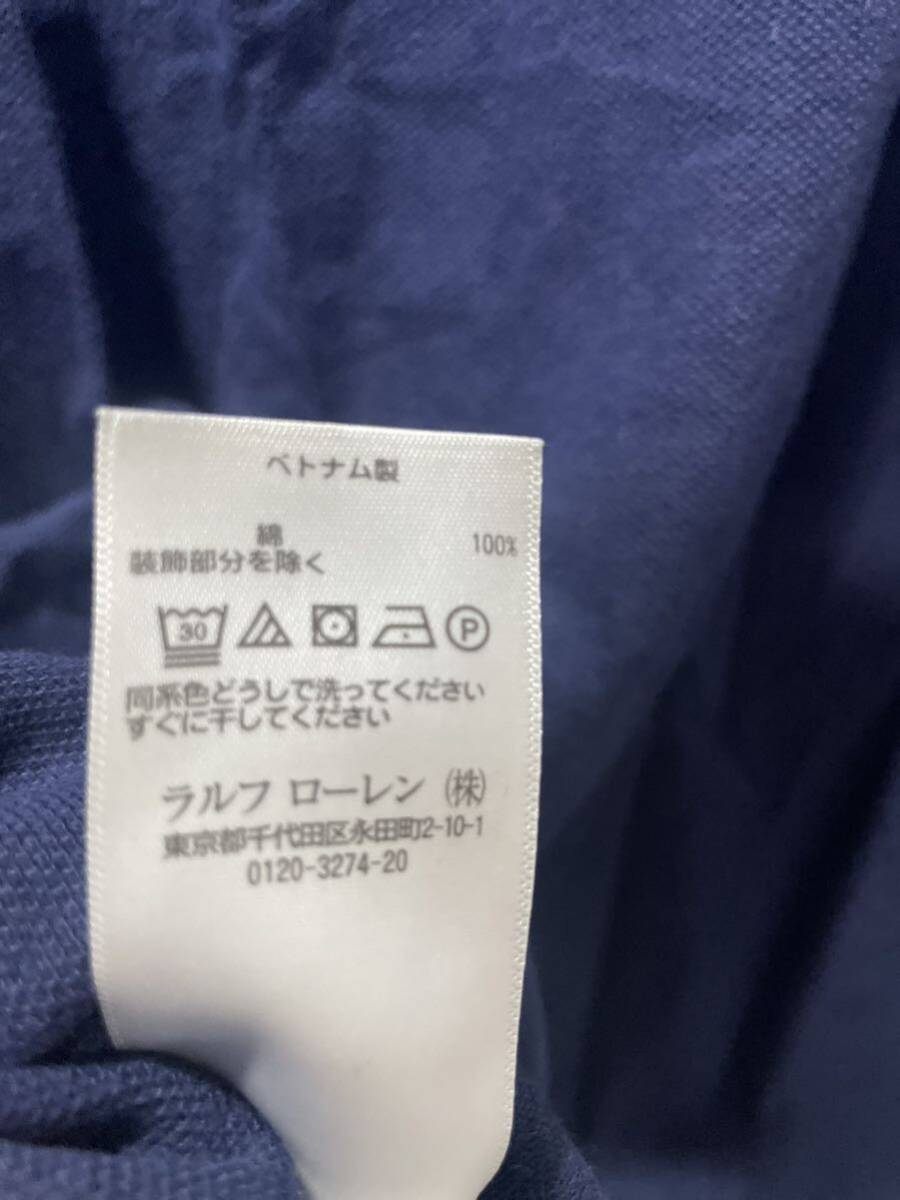 ベトナム製
綿 100%
装飾部分を除く
30 P
同系色どうしで洗ってください
すぐに干してください
ラルフ ローレン (株)
東京都千代田区永田町2-10-1
0120-3274-20